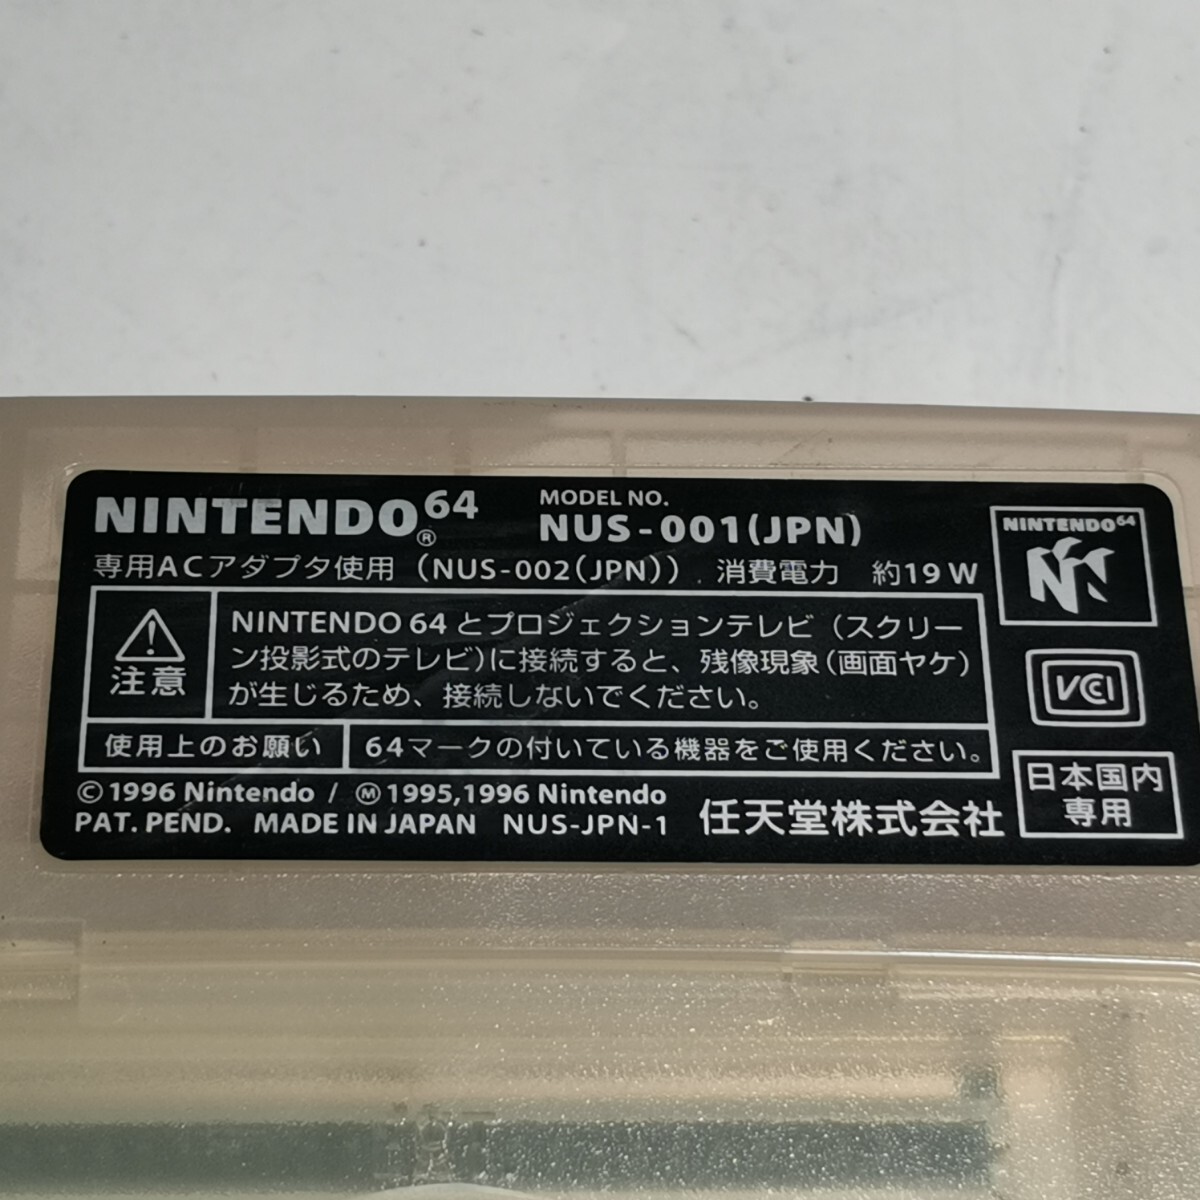 NINTENDO64®
MODEL NO.
NUS-001(JPN)
専用ACアダプタ使用 (NUS-002(JPN)) . 消費電力 約19W
注意
NINTENDO 64とプロジェクションテレビ(スクリー
ン投影式のテレビ)に接続すると、残像現象(画面ヤケ)
が生じるため、接続しないでください。
使用上のお願い
64マークの付いている機器をご使用ください。
© 1996 Nintendo / Ⓜ 1995,1996 Nintendo
PAT. PEND. MADE IN JAPAN NUS-JPN-1
任天堂株式会社
NINTENDO64
N
VCI
日本国内
専用